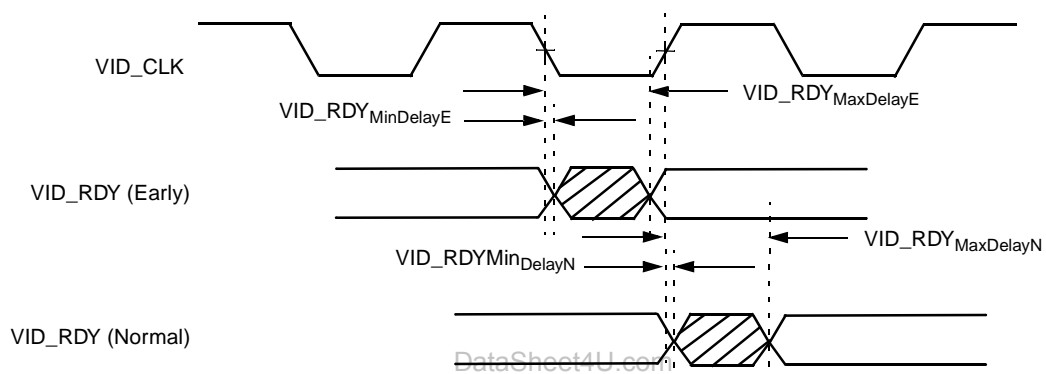 VID_CLK
VID_RDYMinDelayE
VID_RDYMaxDelayE
VID_RDY (Early)
VID_RDYMinDelayN
VID_RDYMaxDelayN
VID_RDY (Normal)
DataSheet4U.com